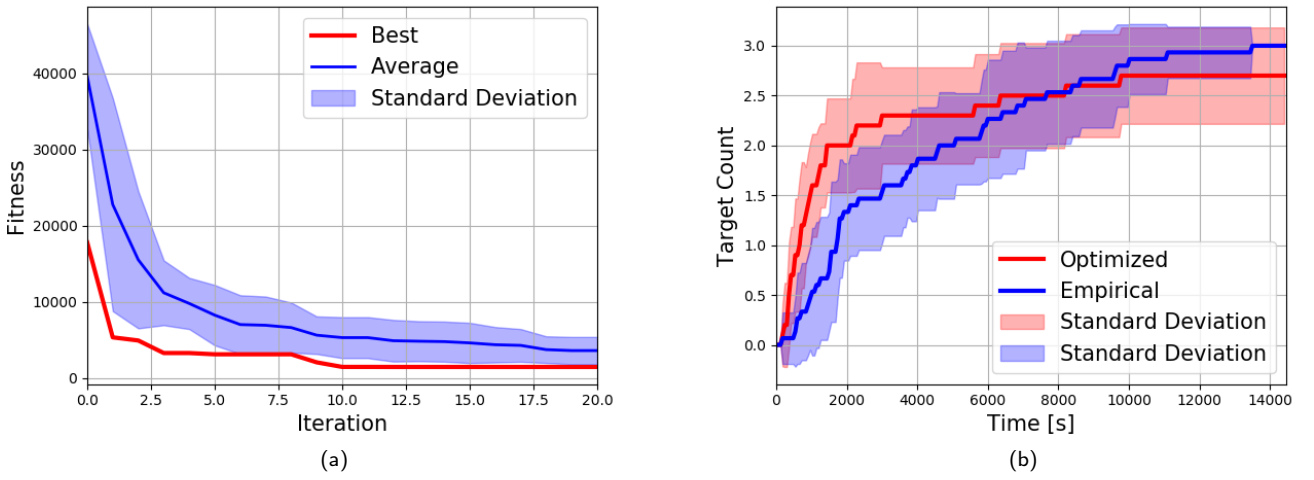 Fitness
40000
30000
20000
10000
0
0.0 2.5 5.0 7.5 10.0 12.5 15.0 17.5 20.0
Iteration
Best
Average
Standard Deviation
(a)
Target Count
3.0
2.5
2.0
1.5
1.0
0.5
0.0
0 2000 4000 6000 8000 10000 12000 14000
Time [s]
Optimized
Empirical
Standard Deviation
Standard Deviation
(b)